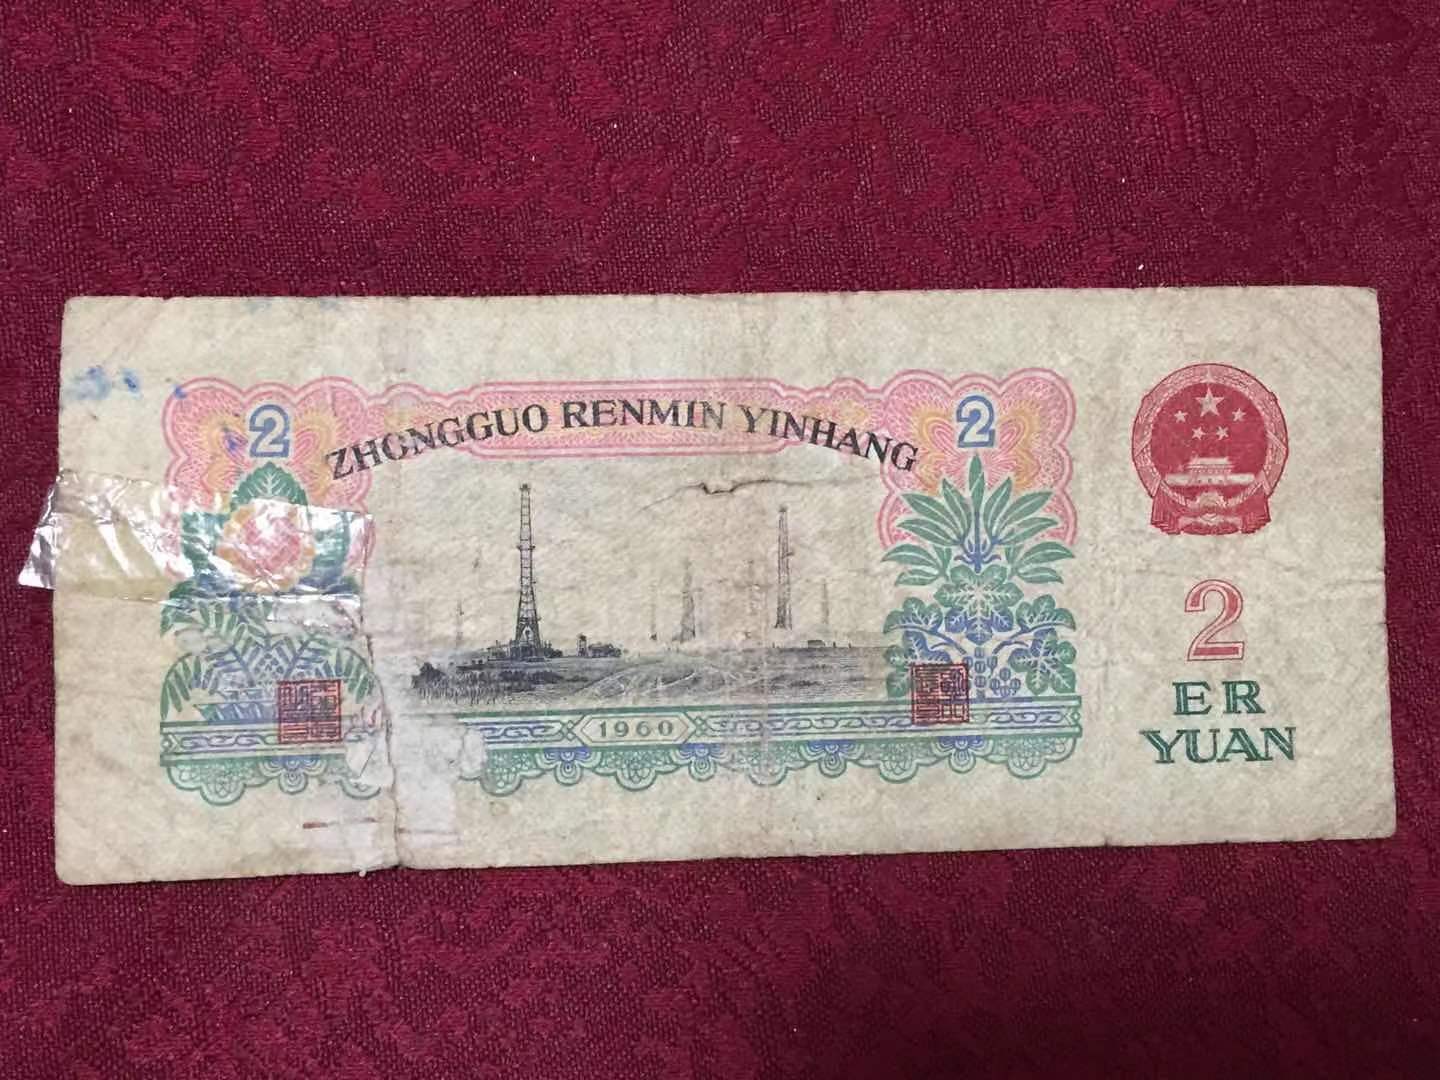 2
2
ZHONGGUO RENMIN YINHANG
2
ER
YUAN
1960